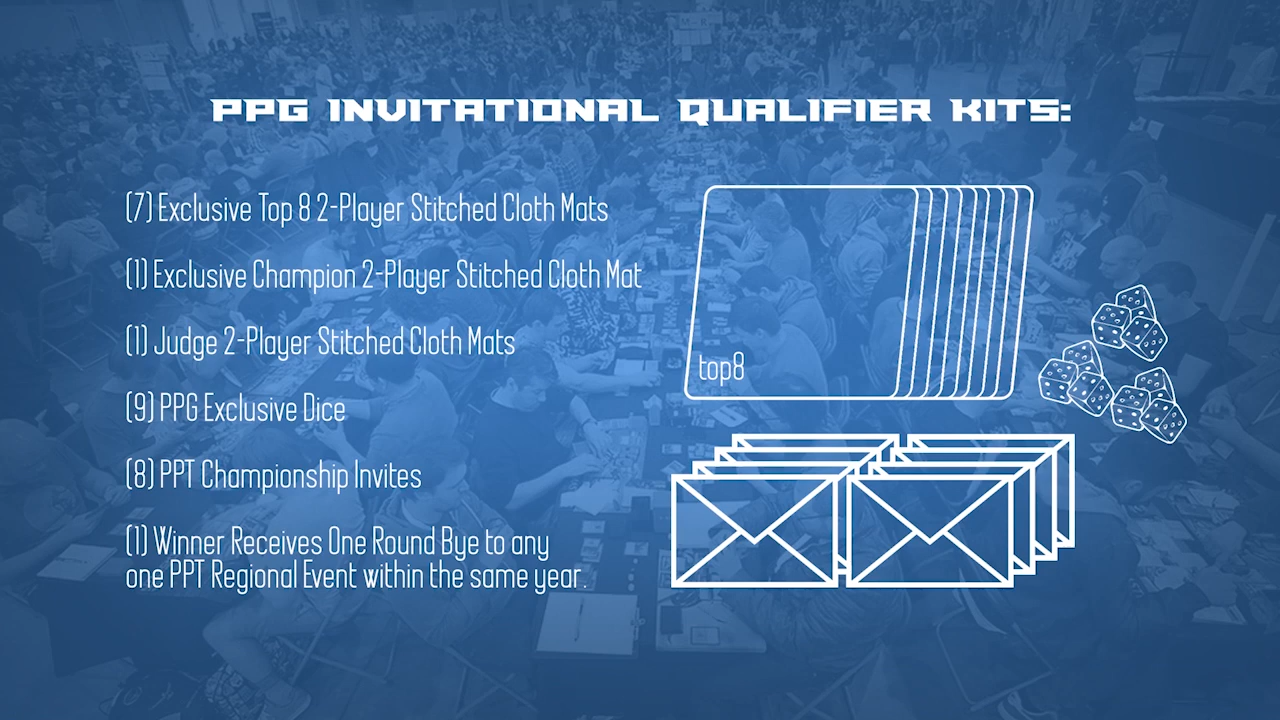 PPG INVITATIONAL QUALIFIER KITS:
(7) Exclusive Top 8 2-Player Stitched Cloth Mats
(1) Exclusive Champion 2-Player Stitched Cloth Mat
(1) Judge 2-Player Stitched Cloth Mats
(9) PPG Exclusive Dice
(8) PPT Championship Invites
(1) Winner Receives One Round Bye to any
one PPT Regional Event within the same year.
top8